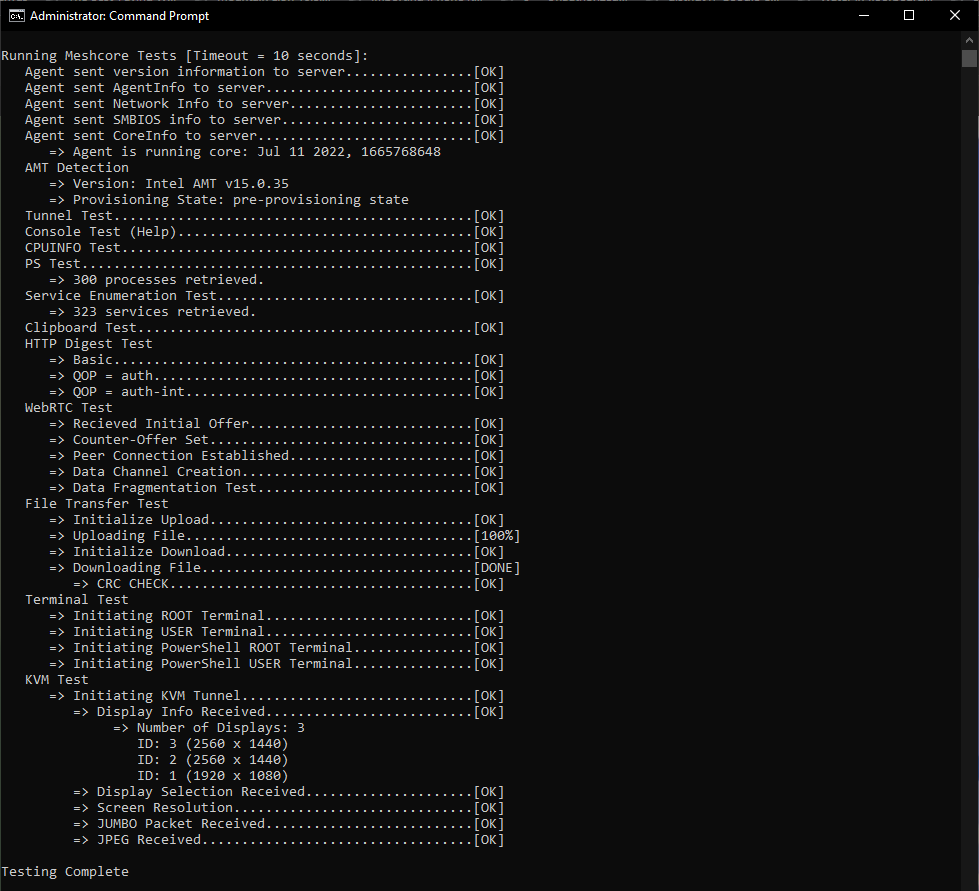 Administrator: Command Prompt
Running Meshcore Tests [Timeout = 10 seconds]:
Agent sent version information to server................[OK]
Agent sent AgentInfo to server..........................[OK]
Agent sent Network Info to server.......................[OK]
Agent sent SMBIOS info to server........................[OK]
Agent sent CoreInfo to server...........................[OK]
=> Agent is running core: Jul 11 2022, 1665768648
AMT Detection
=> Version: Intel AMT v15.0.35
=> Provisioning State: pre-provisioning state
Tunnel Test.............................................[OK]
Console Test (Help).....................................[OK]
CPUINFO Test............................................[OK]
PS Test.................................................[OK]
=> 300 processes retrieved.
Service Enumeration Test................................[OK]
=> 323 services retrieved.
Clipboard Test..........................................[OK]
HTTP Digest Test
=> Basic.............................................[OK]
=> QOP = auth........................................[OK]
=> QOP = auth-int....................................[OK]
WebRTC Test
=> Recieved Initial Offer............................[OK]
=> Counter-Offer Set.................................[OK]
=> Peer Connection Established.......................[OK]
=> Data Channel Creation.............................[OK]
=> Data Fragmentation Test...........................[OK]
File Transfer Test
=> Initialize Upload.................................[OK]
=> Uploading File....................................[100%]
=> Initialize Download...............................[OK]
=> Downloading File..................................[DONE]
=> CRC CHECK......................................[OK]
Terminal Test
=> Initiating ROOT Terminal..........................[OK]
=> Initiating USER Terminal..........................[OK]
=> Initiating PowerShell ROOT Terminal...............[OK]
=> Initiating PowerShell USER Terminal...............[OK]
KVM Test
=> Initiating KVM Tunnel.............................[OK]
=> Display Info Received..........................[OK]
=> Number of Displays: 3
ID: 3 (2560 x 1440)
ID: 2 (2560 x 1440)
ID: 1 (1920 x 1080)
=> Display Selection Received.....................[OK]
=> Screen Resolution..............................[OK]
=> JUMBO Packet Received..........................[OK]
=> JPEG Received..................................[OK]
Testing Complete